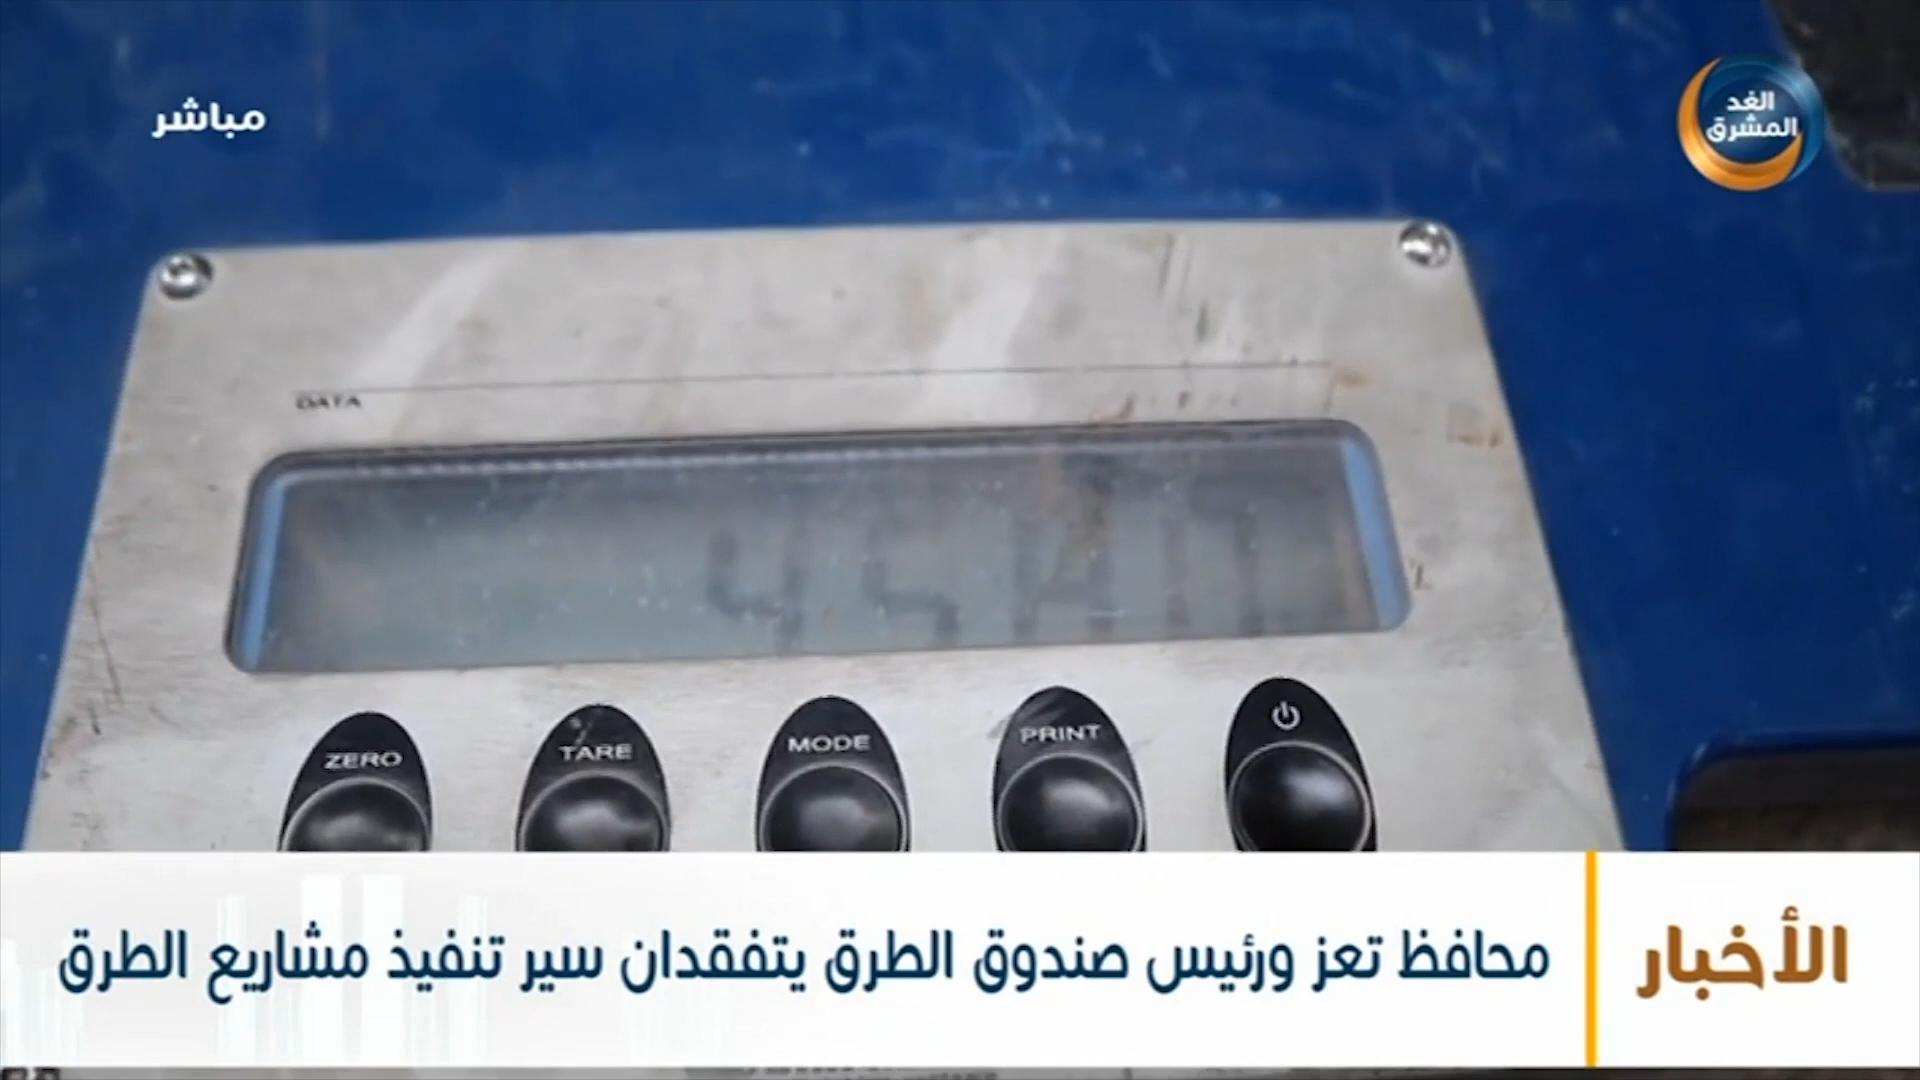 مباشر
الغد
المشرق
DATA
ZERO
TARE
MODE
PRINT
الأخبار
محافظ تعز ورئيس صندوق الطرق يتفقدان سير تنفيذ مشاريع الطرق